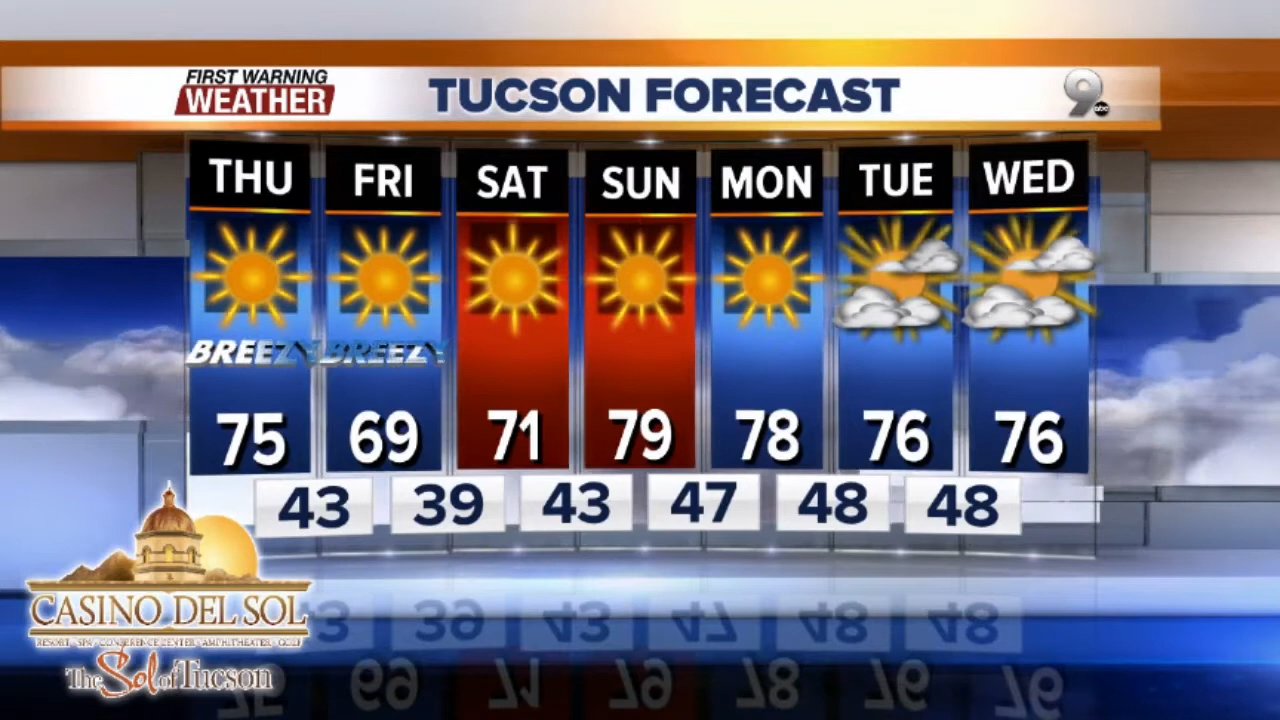 FIRST WARNING
WEATHER
TUCSON FORECAST
9
abc
THU FRI SAT SUN MON TUE WED
BREEZY BREEZY
75 69 71 79 78 76 76
43 39 43 47 48 48
CASINO DEL SOL
RESORT · SPA · CONFERENCE CENTER · AMPHITHEATER · GOLF
The Sol of Tucson